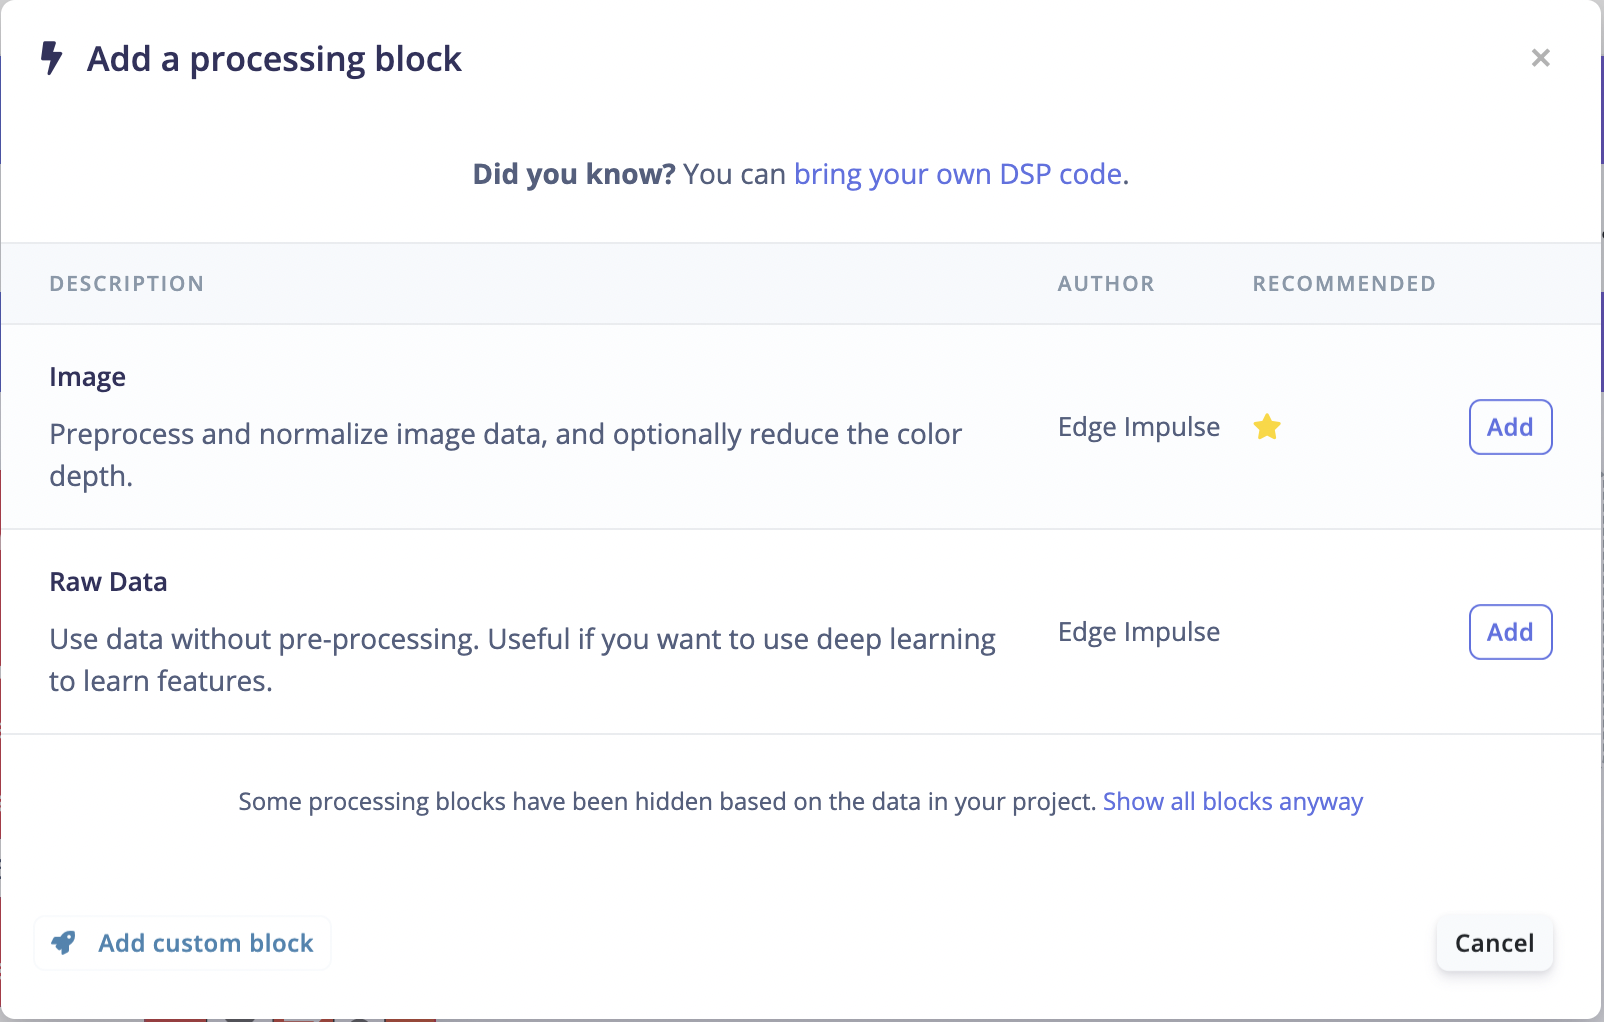 Add a processing block
Did you know? You can bring your own DSP code.
DESCRIPTION AUTHOR RECOMMENDED
Image
Preprocess and normalize image data, and optionally reduce the color
depth.
Edge Impulse
Add
Raw Data
Use data without pre-processing. Useful if you want to use deep learning
to learn features.
Edge Impulse
Add
Some processing blocks have been hidden based on the data in your project. Show all blocks anyway
Add custom block
Cancel